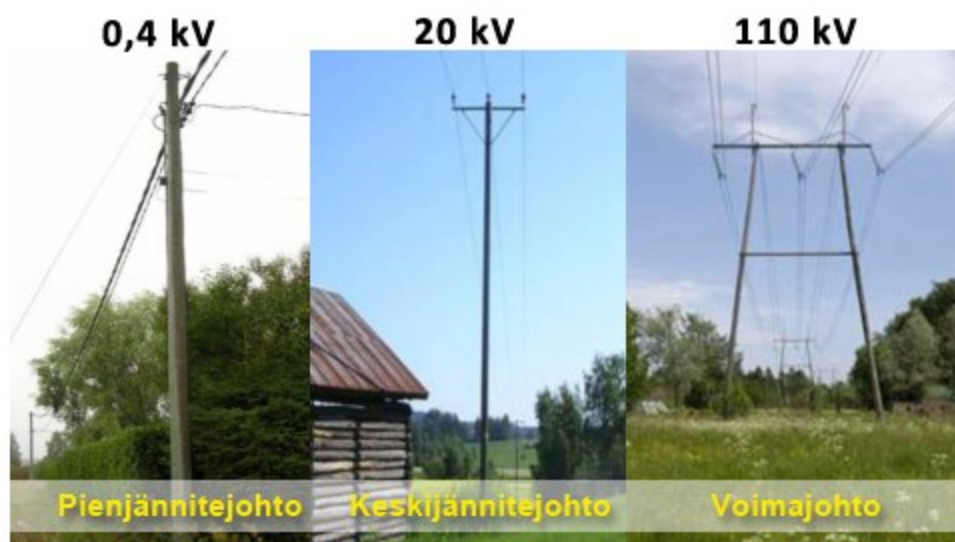 0,4 kV
20 kV
110 kV
Pienjännitejohto
Keskijännitejohto
Voimajohto